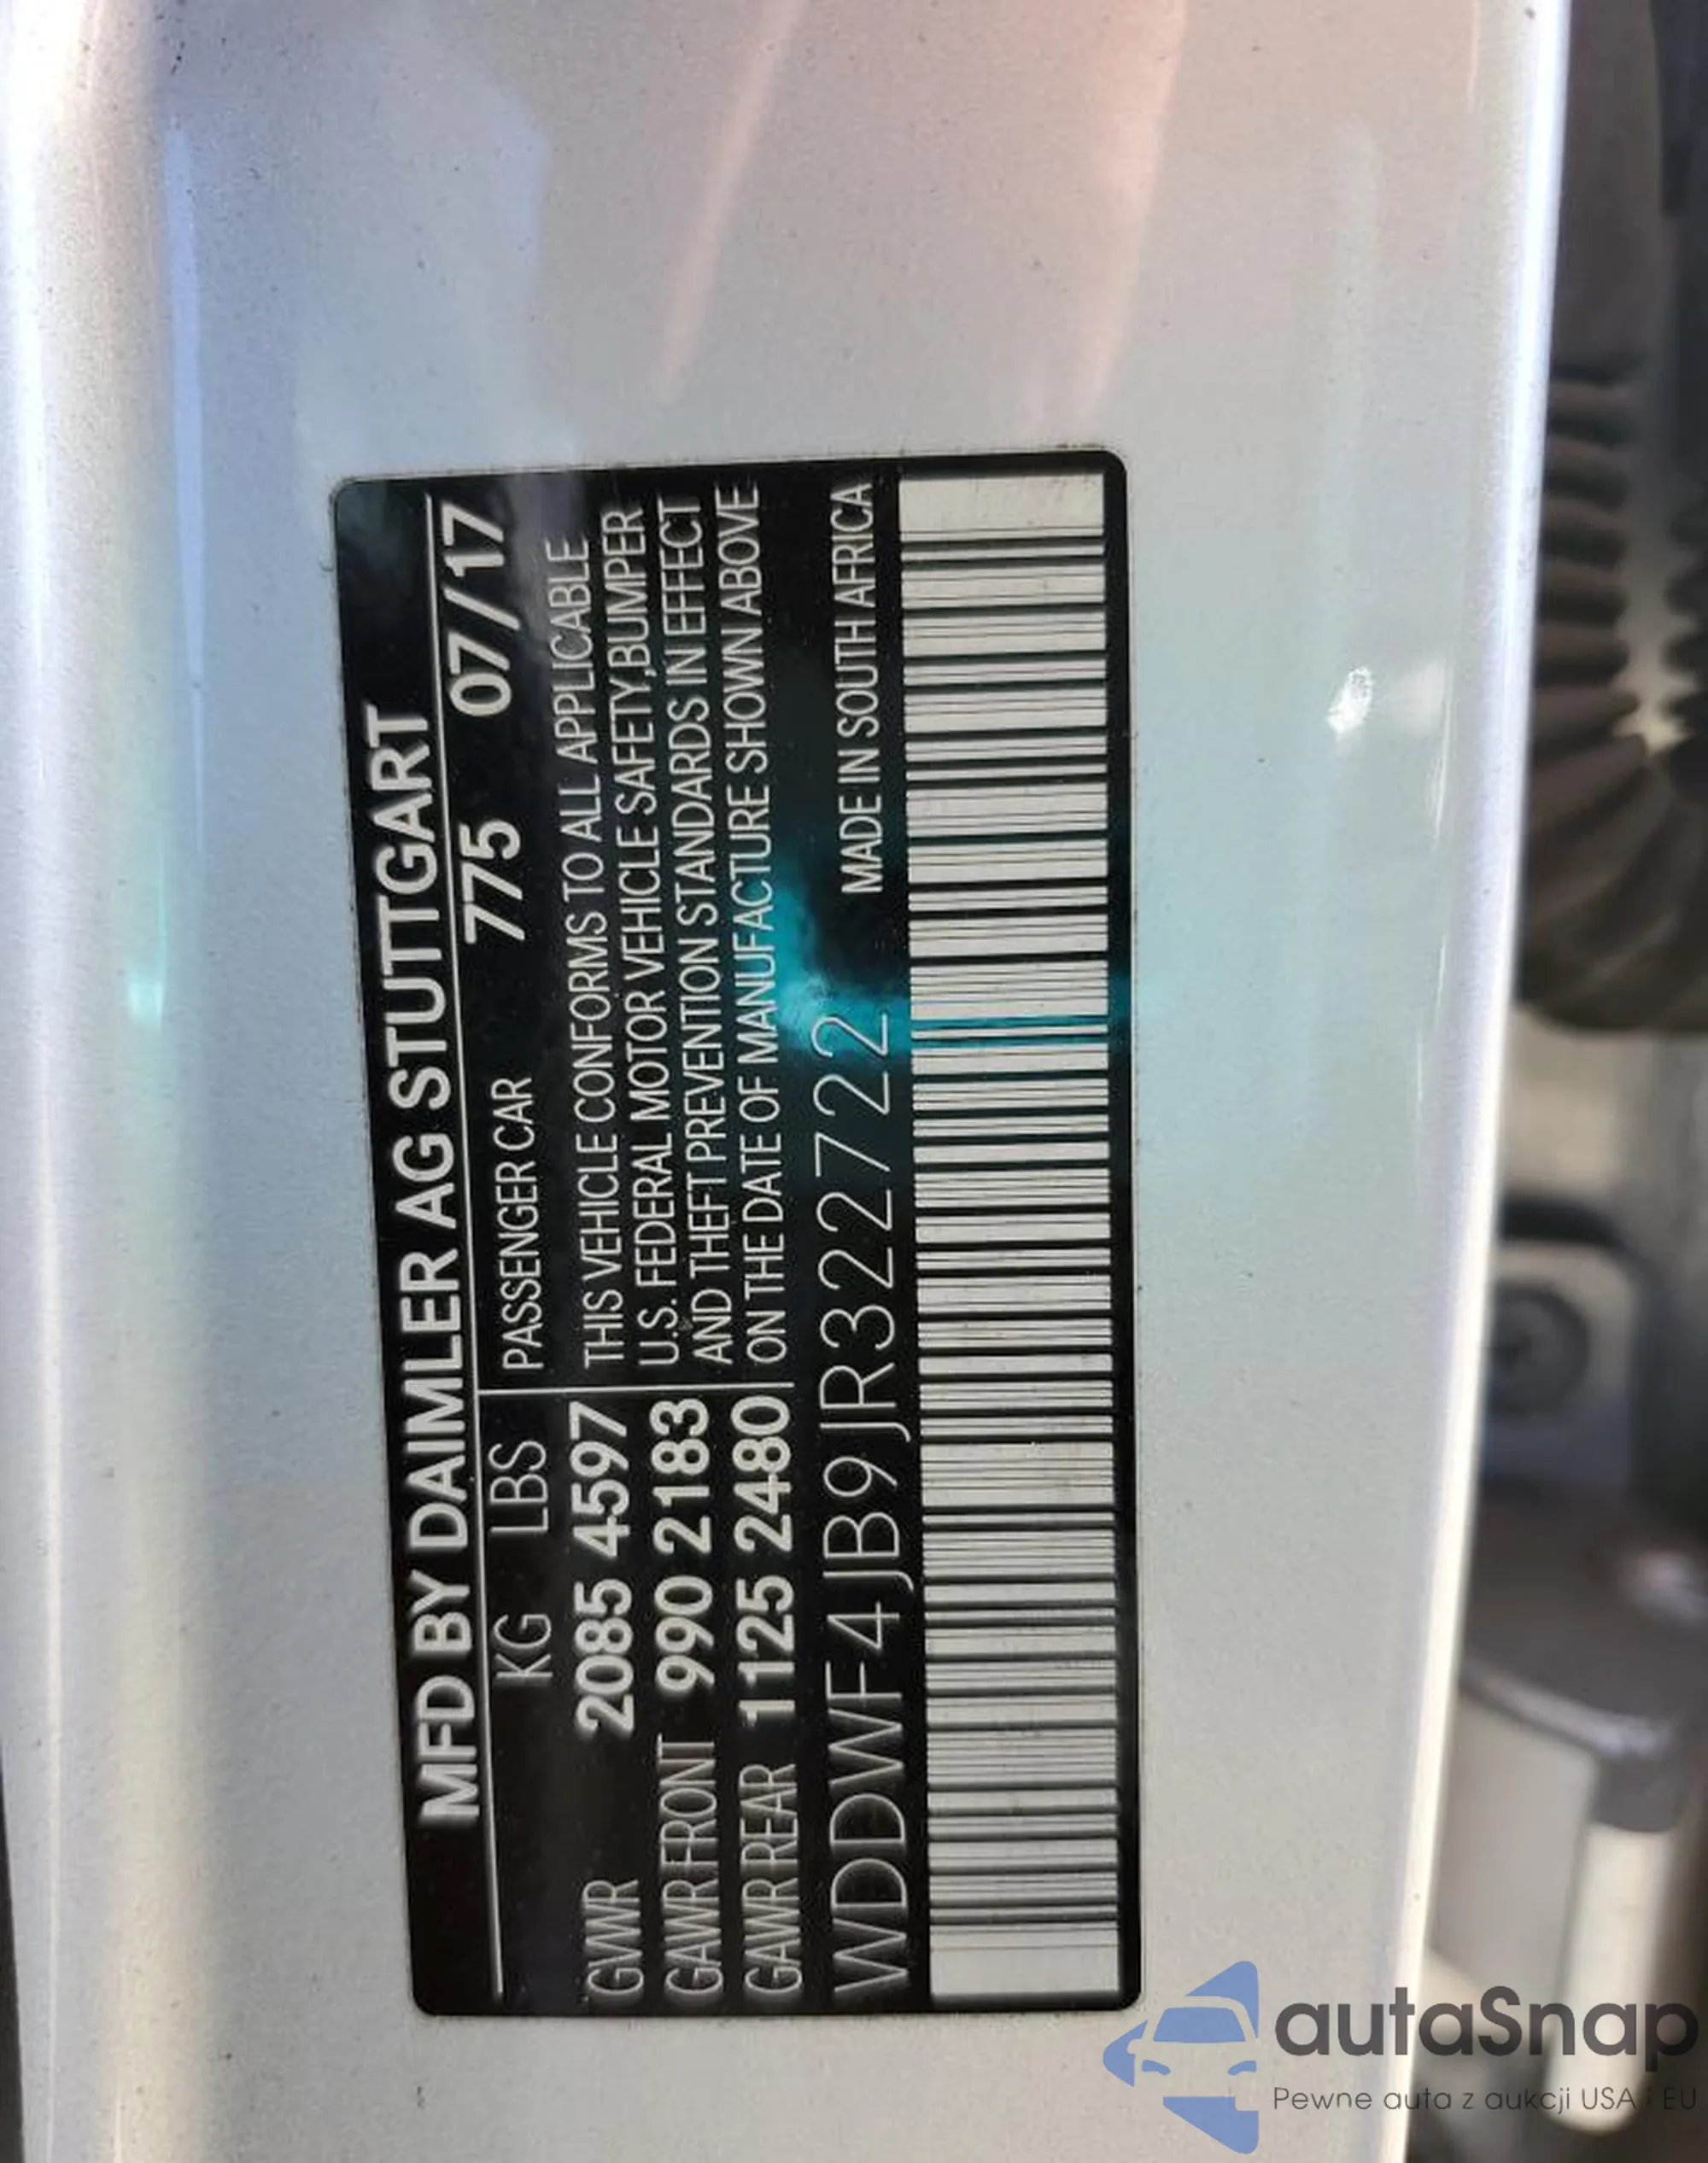 MFD BY DAIMLER AG STUTTGART
KG LBS PASSENGER CAR 775 07/17
GVWR 2085 4597 THIS VEHICLE CONFORMS TO ALL APPLICABLE
U.S. FEDERAL MOTOR VEHICLE SAFETY,BUMPER
GAWR FRONT 990 2183 AND THEFT PREVENTION STANDARDS IN EFFECT
GAWR REAR 1125 2480 ON THE DATE OF MANUFACTURE SHOWN ABOVE
WDDWF4JB9JR322722 MADE IN SOUTH AFRICA
autaSnap
Pewne auta z aukcji USA i EU